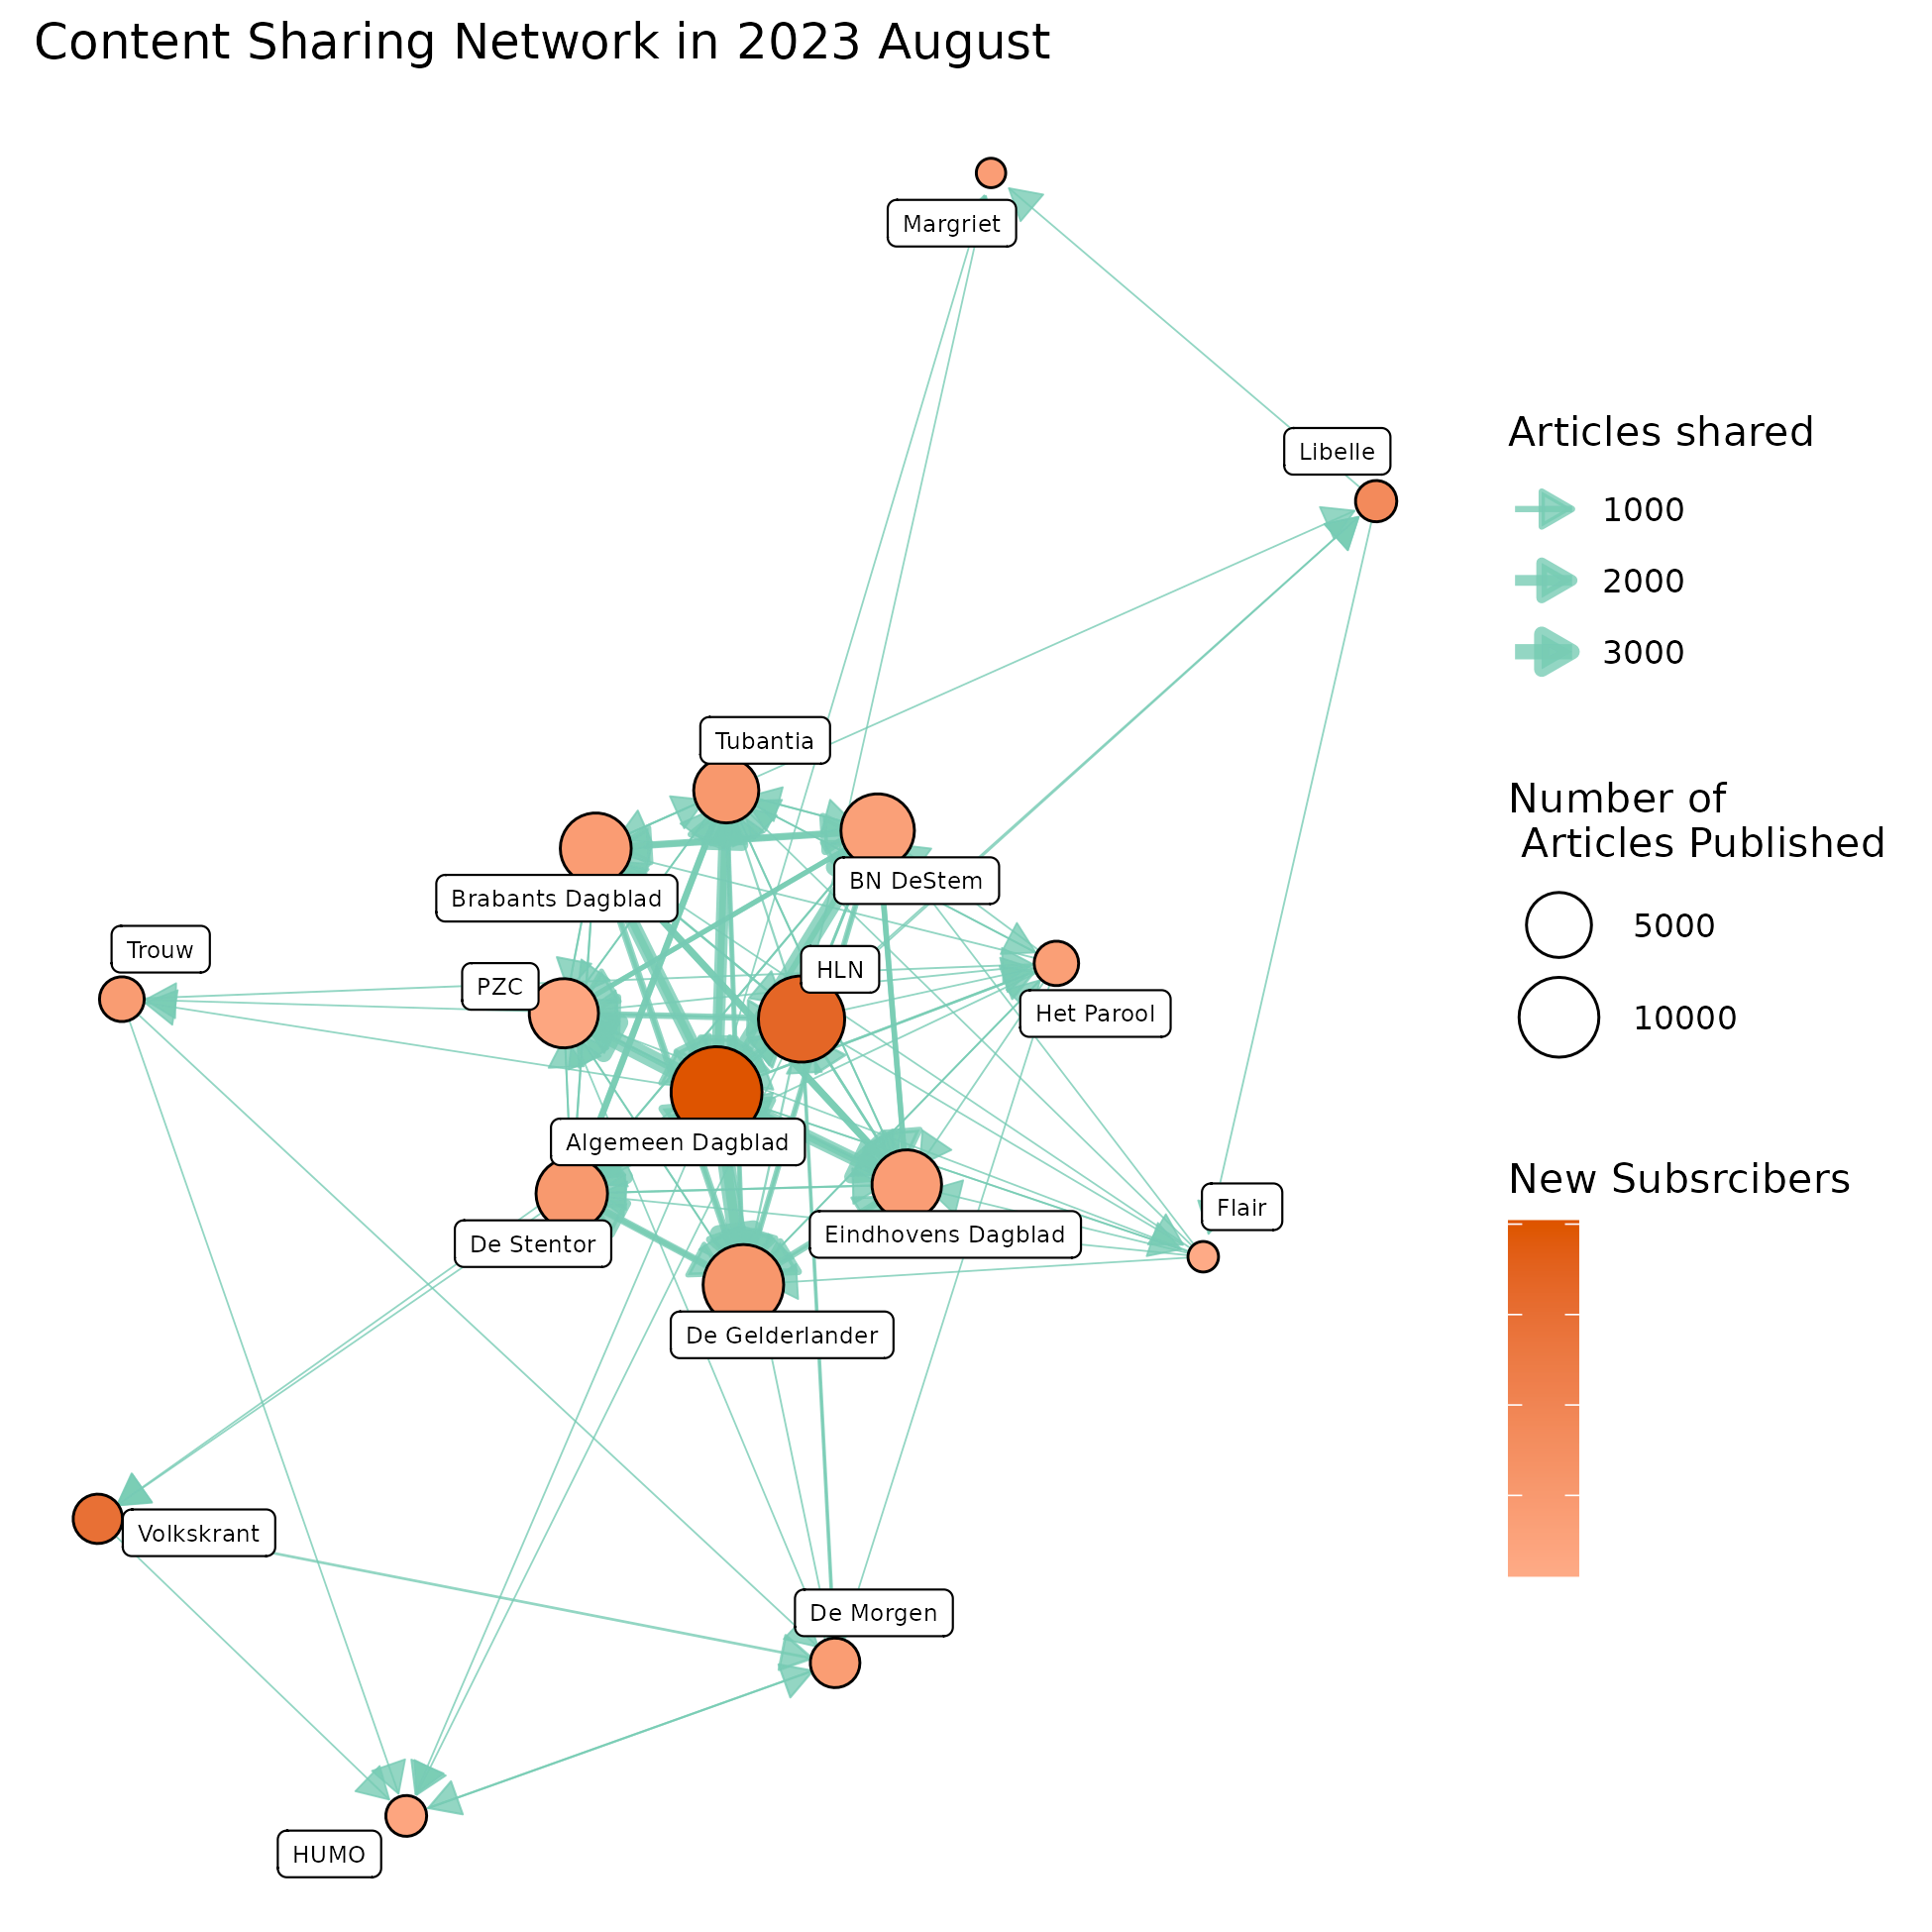 Content Sharing Network in 2023 August
Margriet
Libelle
Articles shared
1000
2000
3000
Tubantia
Number of
Articles Published
BN DeStem
Brabants Dagblad
5000
Trouw
HLN
PZC
Het Parool
10000
Algemeen Dagblad
New Subsrcibers
Flair
Eindhovens Dagblad
De Stentor
De Gelderlander
Volkskrant
De Morgen
HUMO